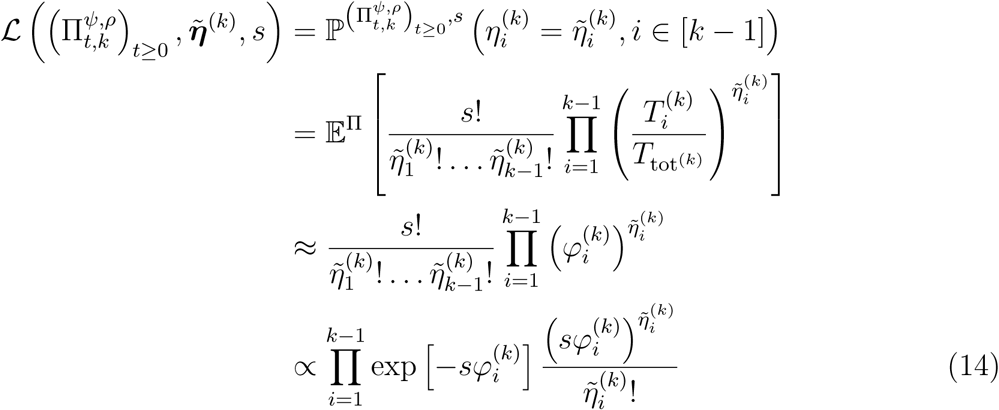 \mathcal{L}\left(\left(\Pi_{t,k}^{\psi,\rho}\right)_{t\geq 0}, \tilde{\boldsymbol{\eta}}^{(k)}, s\right) = \mathbb{P}^{\left(\Pi_{t,k}^{\psi,\rho}\right)_{t\geq 0}, s}\left(\eta_i^{(k)} = \tilde{\eta}_i^{(k)}, i \in [k-1]\right)
= \mathbb{E}^{\Pi}\left[\frac{s!}{\tilde{\eta}_1^{(k)}! \ldots \tilde{\eta}_{k-1}^{(k)}!} \prod_{i=1}^{k-1} \left(\frac{T_i^{(k)}}{T_{\text{tot}^{(k)}}}\right)^{\tilde{\eta}_i^{(k)}}\right]
\approx \frac{s!}{\tilde{\eta}_1^{(k)}! \ldots \tilde{\eta}_{k-1}^{(k)}!} \prod_{i=1}^{k-1} \left(\varphi_i^{(k)}\right)^{\tilde{\eta}_i^{(k)}}
\propto \prod_{i=1}^{k-1} \exp\left[-s\varphi_i^{(k)}\right] \frac{\left(s\varphi_i^{(k)}\right)^{\tilde{\eta}_i^{(k)}}}{\tilde{\eta}_i^{(k)}!} (14)